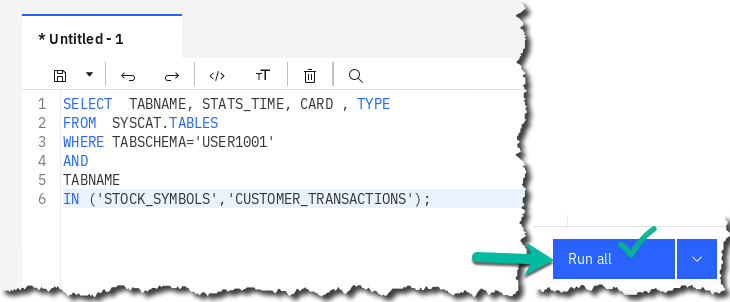 * Untitled - 1
1 SELECT  TABNAME, STATS_TIME, CARD , TYPE
2 FROM  SYSCAT.TABLES
3 WHERE TABSCHEMA='USER1001'
4 AND
5 TABNAME
6 IN ('STOCK_SYMBOLS','CUSTOMER_TRANSACTIONS');
Run all